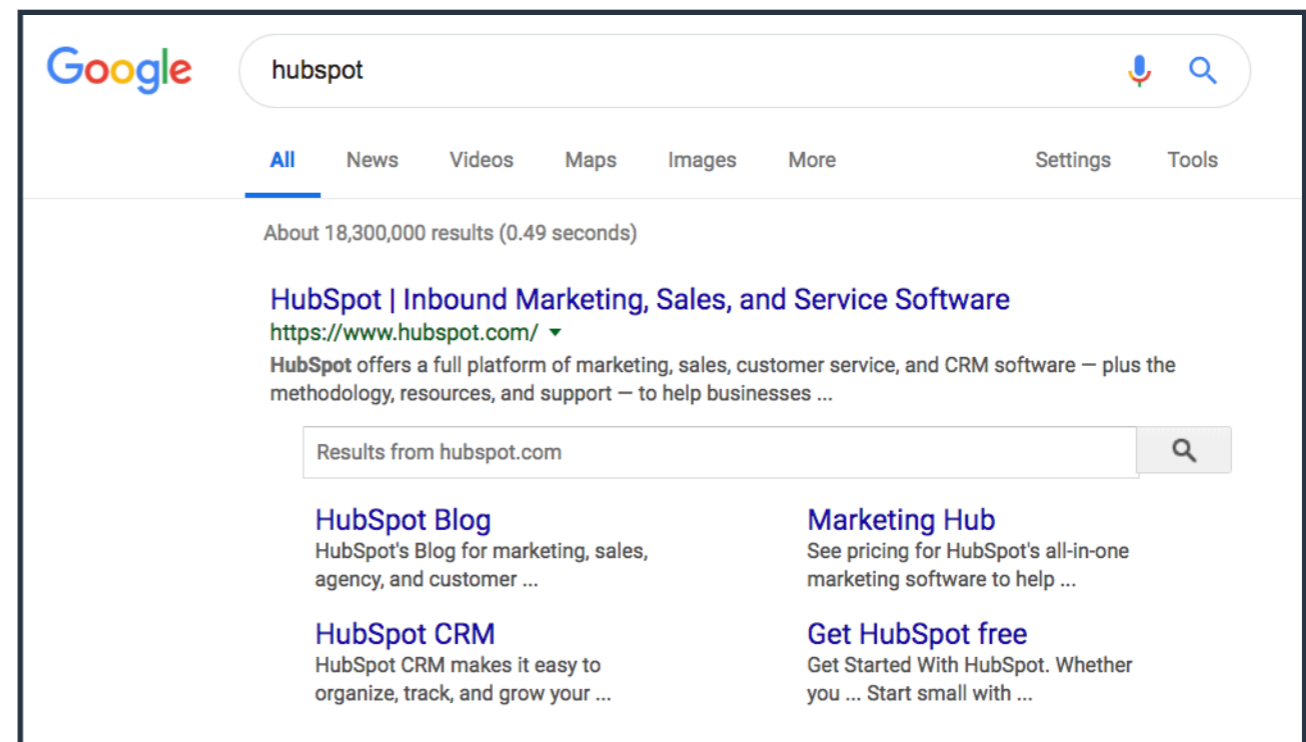 Google
hubspot
All News Videos Maps Images More Settings Tools
About 18,300,000 results (0.49 seconds)
HubSpot | Inbound Marketing, Sales, and Service Software
https://www.hubspot.com/
HubSpot offers a full platform of marketing, sales, customer service, and CRM software — plus the
methodology, resources, and support — to help businesses ...
Results from hubspot.com
HubSpot Blog
HubSpot's Blog for marketing, sales,
agency, and customer ...
Marketing Hub
See pricing for HubSpot's all-in-one
marketing software to help ...
HubSpot CRM
HubSpot CRM makes it easy to
organize, track, and grow your ...
Get HubSpot free
Get Started With HubSpot. Whether
you ... Start small with ...